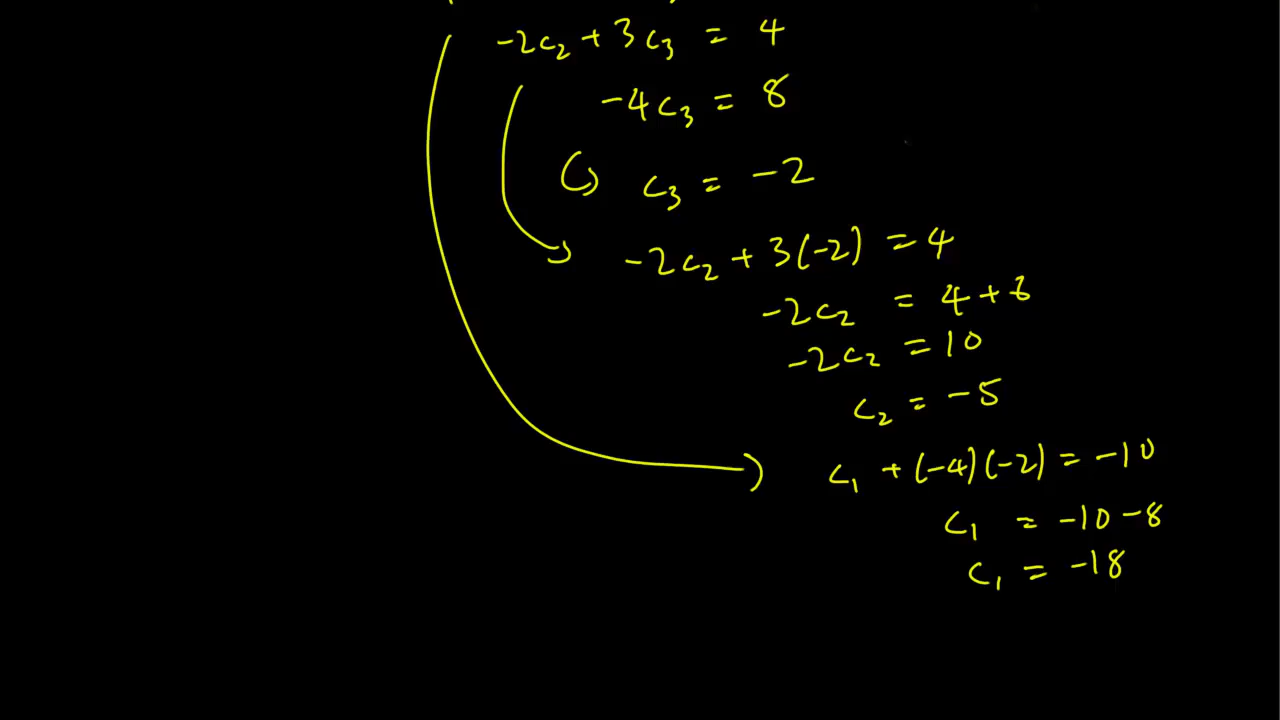 -2c₂ + 3c₃ = 4
-4c₃ = 8
c₃ = -2
-2c₂ + 3(-2) = 4
-2c₂ = 4 + 6
-2c₂ = 10
c₂ = -5
c₁ + (-4)(-2) = -10
c₁ = -10 - 8
c₁ = -18